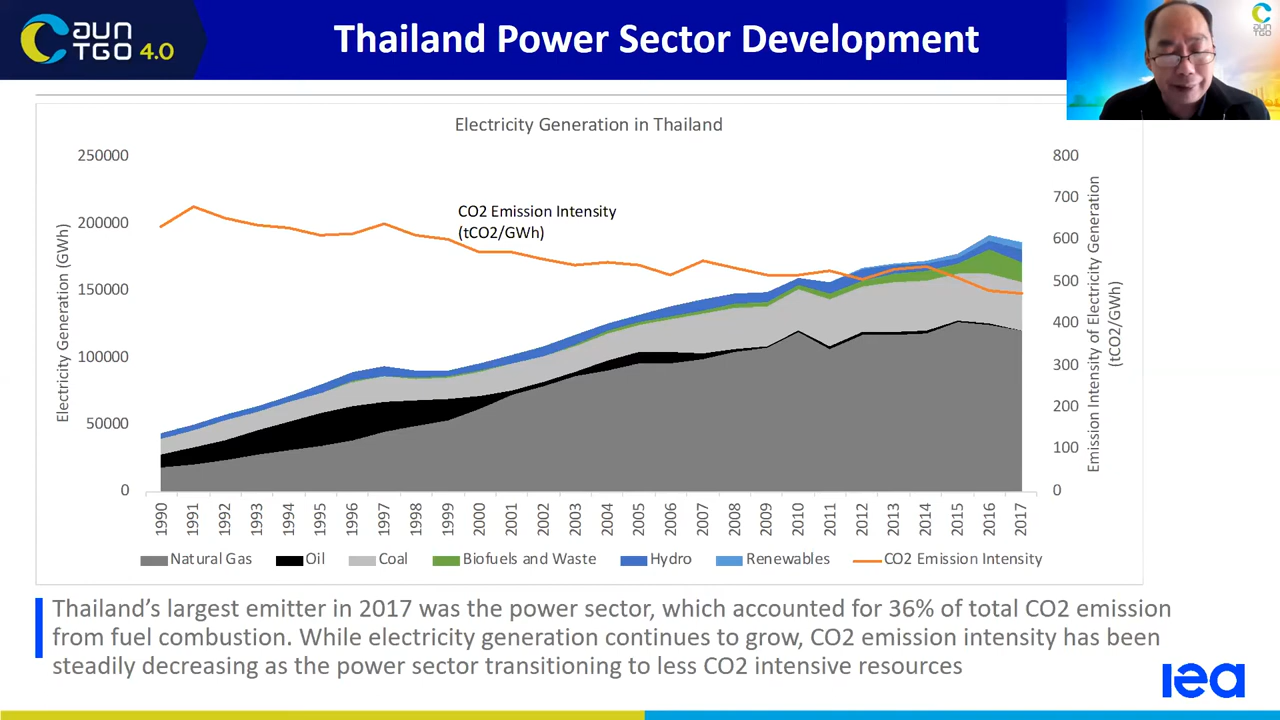 aun
TGO 4.0
Thailand Power Sector Development
aun
TGO
Electricity Generation in Thailand
250000
200000
150000
100000
50000
0
Electricity Generation (GWh)
CO2 Emission Intensity
(tCO2/GWh)
800
700
600
500
400
300
200
100
0
Emission Intensity of Electricity Generation
(tCO2/GWh)
1990 1991 1992 1993 1994 1995 1996 1997 1998 1999 2000 2001 2002 2003 2004 2005 2006 2007 2008 2009 2010 2011 2012 2013 2014 2015 2016 2017
Natural Gas Oil Coal Biofuels and Waste Hydro Renewables CO2 Emission Intensity
Thailand’s largest emitter in 2017 was the power sector, which accounted for 36% of total CO2 emission
from fuel combustion. While electricity generation continues to grow, CO2 emission intensity has been
steadily decreasing as the power sector transitioning to less CO2 intensive resources
iea